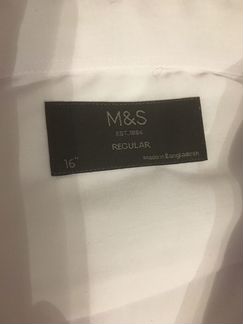 M&S
EST. 1884
REGULAR
16"
Made in Bangladesh